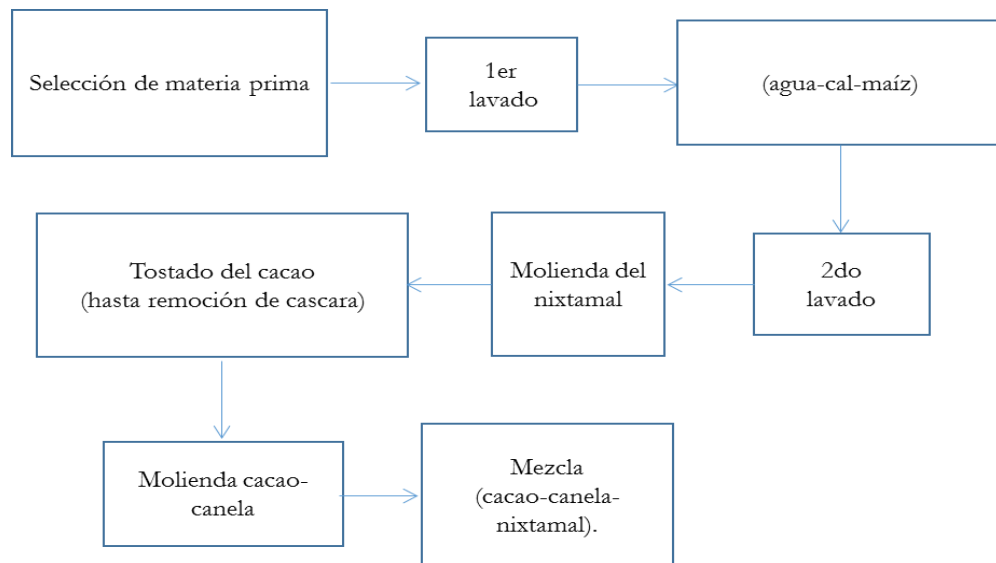 Selección de materia prima
1er
lavado
(agua-cal-maíz)
2do
lavado
Molienda del
nixtamal
Tostado del cacao
(hasta remoción de cascara)
Molienda cacao-
canela
Mezcla
(cacao-canela-
nixtamal).